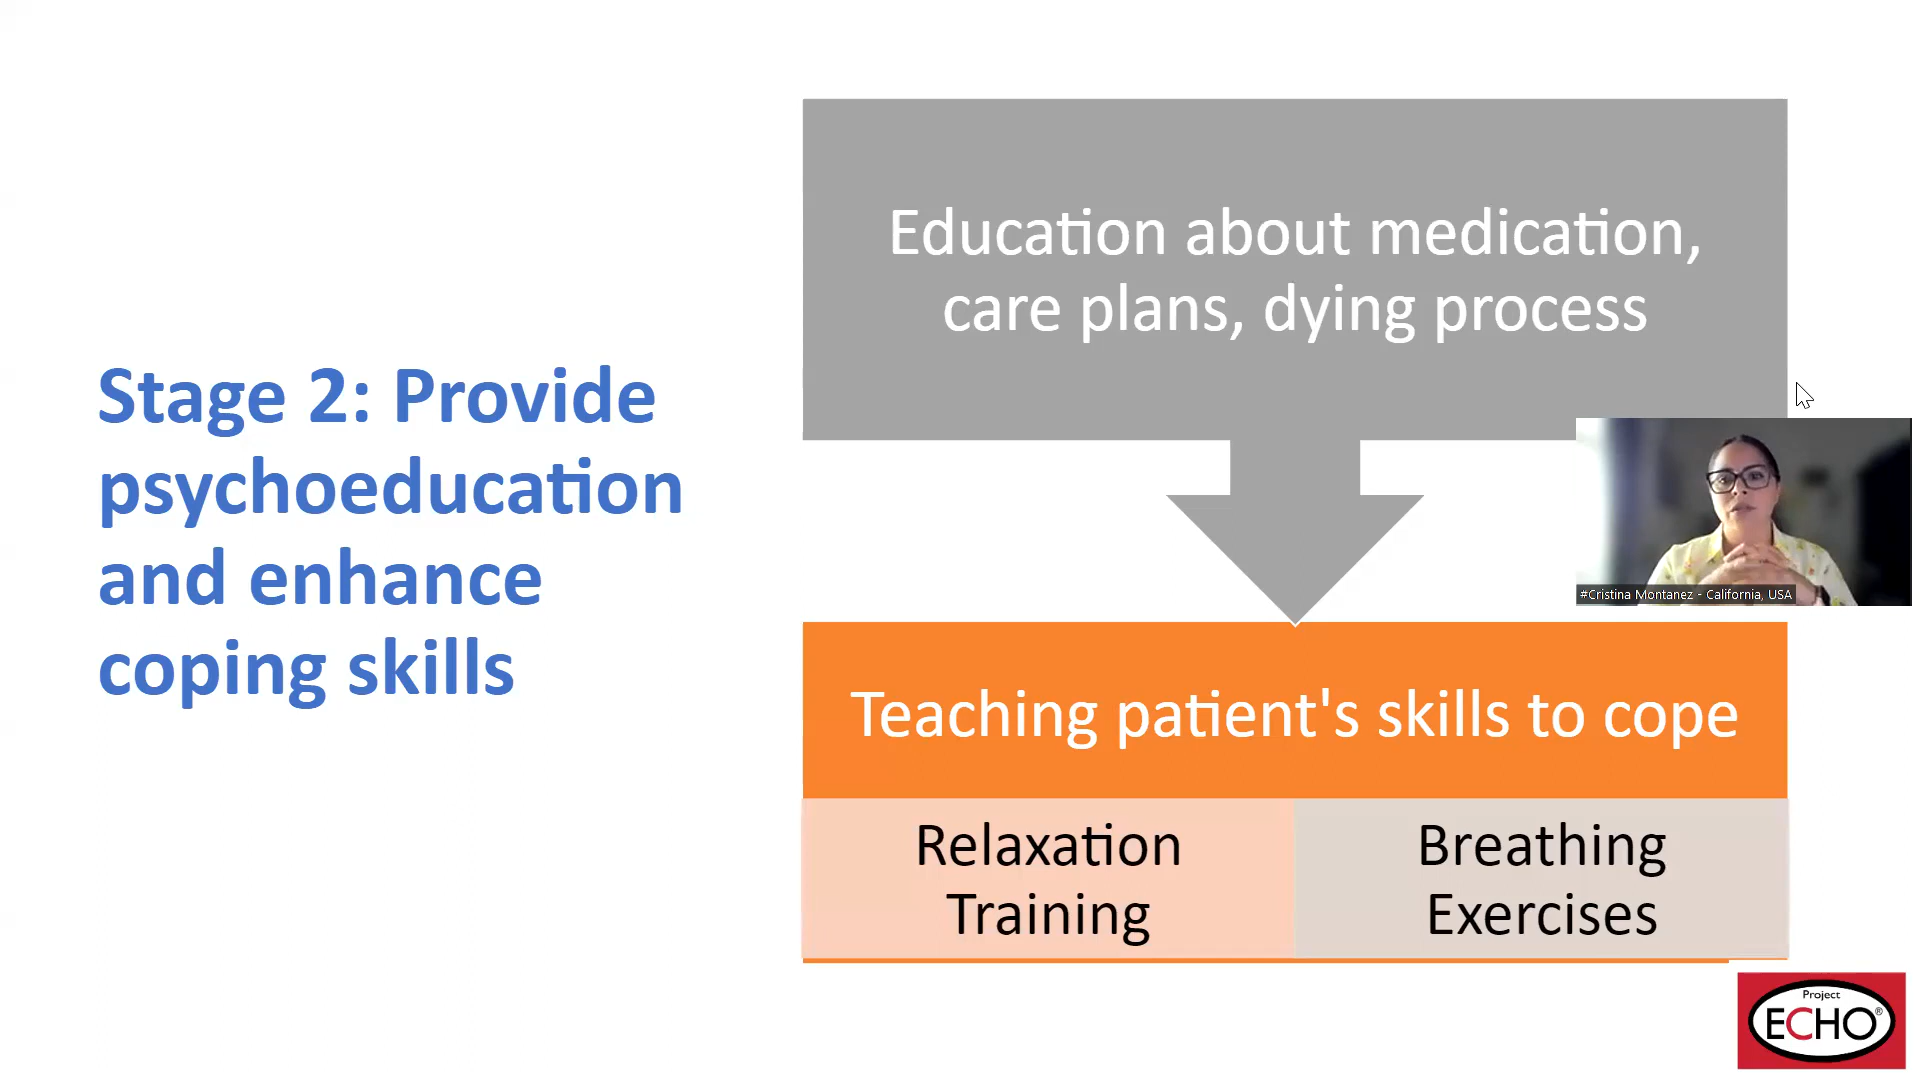 Stage 2: Provide
psychoeducation
and enhance
coping skills
Education about medication,
care plans, dying process
#Cristina Montanez - California, USA
Teaching patient's skills to cope
Relaxation
Training
Breathing
Exercises
Project
ECHO®